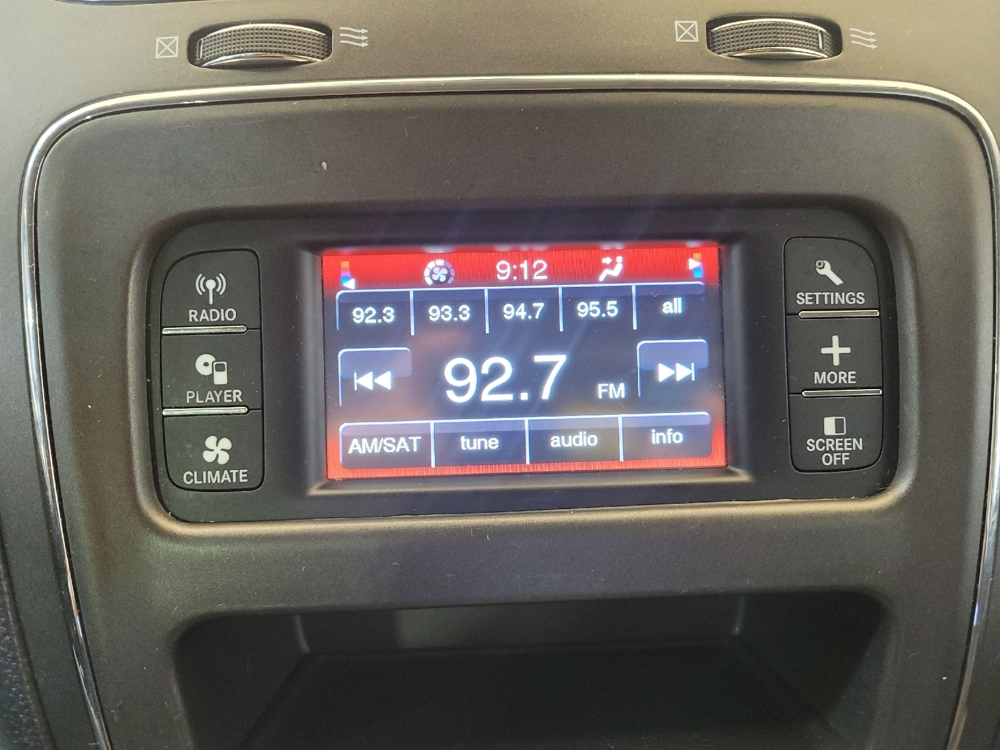 9:12
92.3 93.3 94.7 95.5 all
92.7 FM
AM/SAT tune audio info
RADIO
PLAYER
CLIMATE
SETTINGS
MORE
SCREEN
OFF